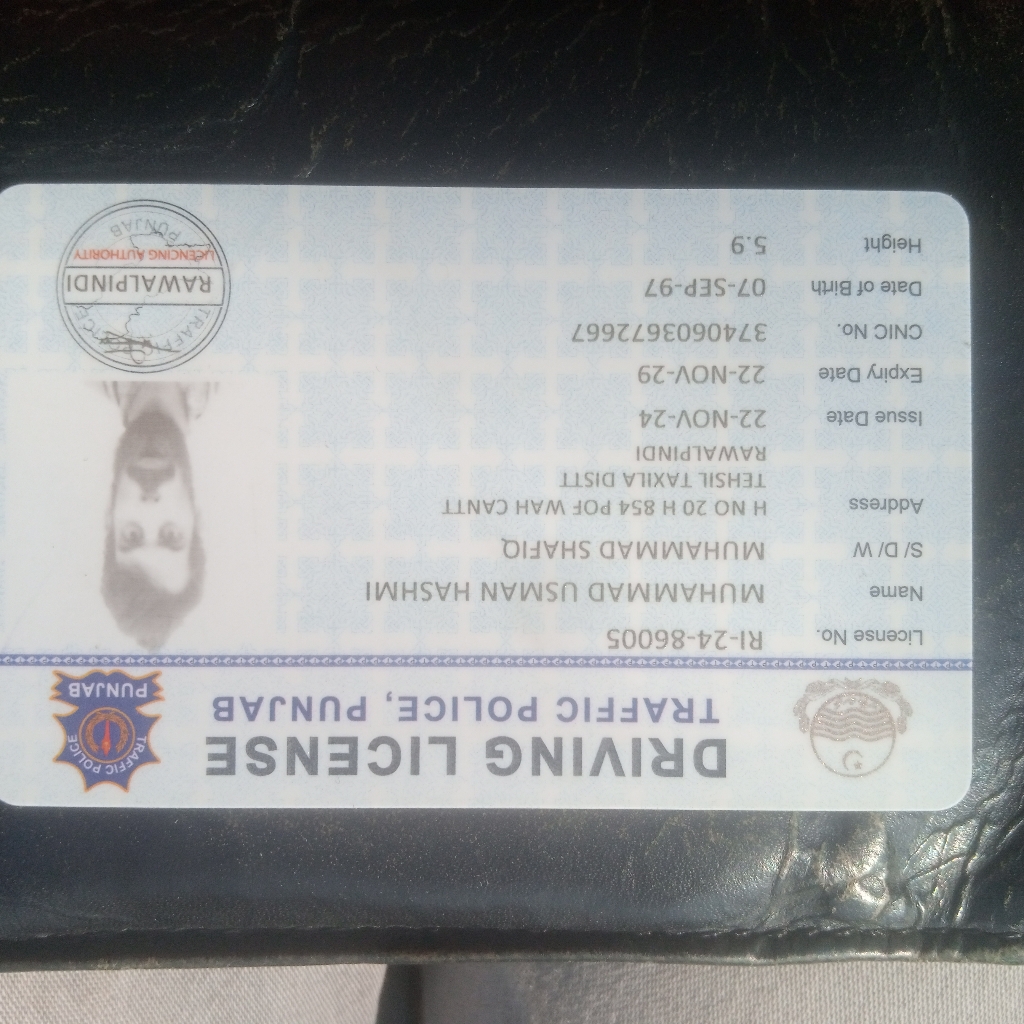 DRIVING LICENSE
TRAFFIC POLICE, PUNJAB
TRAFFIC POLICE
PUNJAB
License No. RI-24-86005
Name MUHAMMAD USMAN HASHMI
S/D/W MUHAMMAD SHAFIQ
Address H NO 20 H 854 POF WAH CANTT
TEHSIL TAXILA DISTT
RAWALPINDI
Issue Date 22-NOV-24
Expiry Date 22-NOV-29
CNIC No. 3740603672667
Date of Birth 07-SEP-97
Height 5.9
TRAFFIC
RAWALPINDI
LICENCING AUTHORITY
PUNJAB